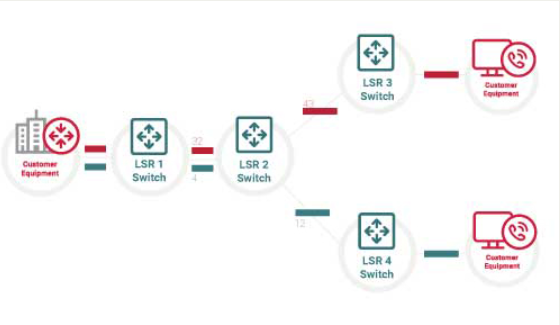 Customer
Equipment
LSR 1
Switch
32
4
LSR 2
Switch
43
12
LSR 3
Switch
Customer
Equipment
LSR 4
Switch
Customer
Equipment